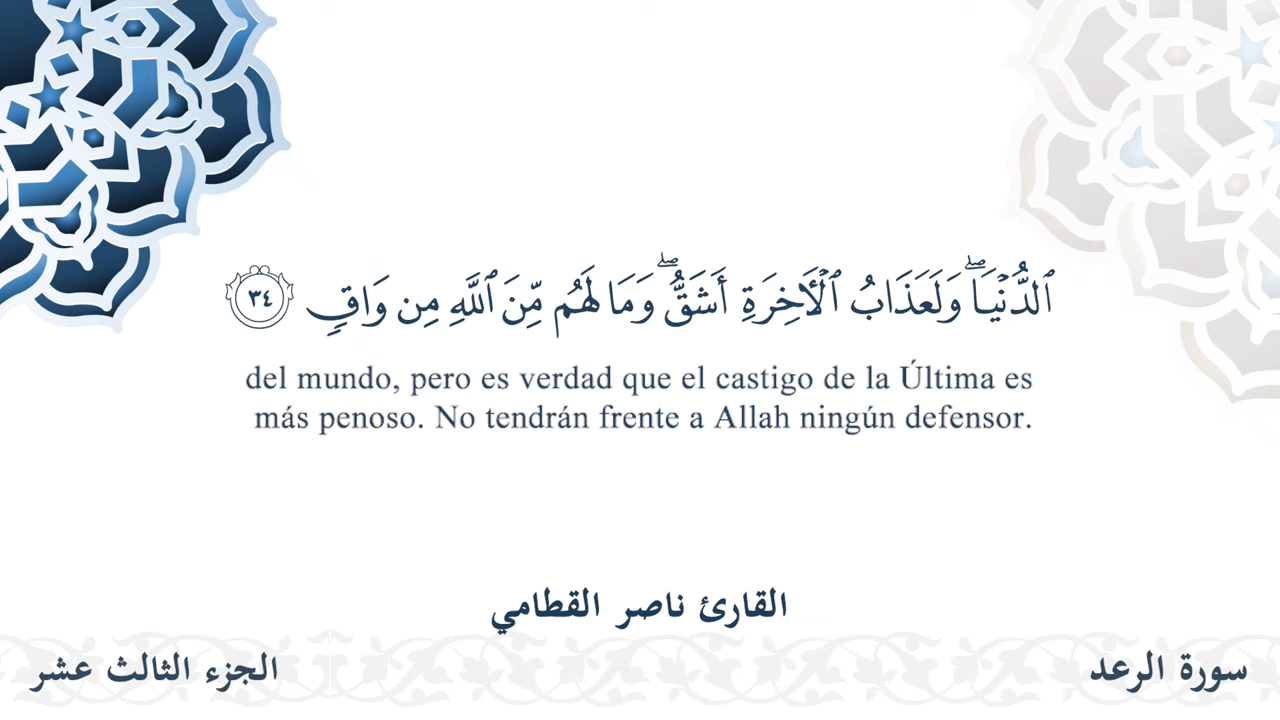 ٱلدُّنۡيَاۖ وَلَعَذَابُ ٱلۡأٓخِرَةِ أَشَقُّۖ وَمَا لَهُم مِّنَ ٱللَّهِ مِن وَاقٖ ٣٤
del mundo, pero es verdad que el castigo de la Última es
más penoso. No tendrán frente a Allah ningún defensor.
القارئ ناصر القطامي
سورة الرعد
الجزء الثالث عشر